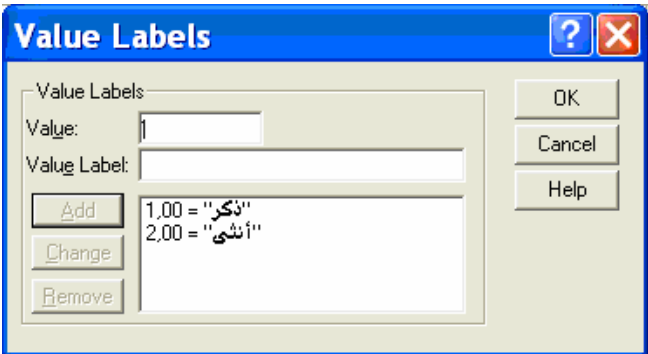 Value Labels
Value Labels
OK
Value:
Cancel
Value Label:
Help
Add
1,00 = "ذكر"
2,00 = "أنثى"
Change
Remove